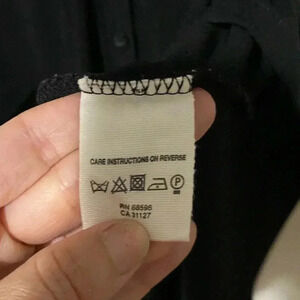 CARE INSTRUCTIONS ON REVERSE
RN 68596
CA 31127